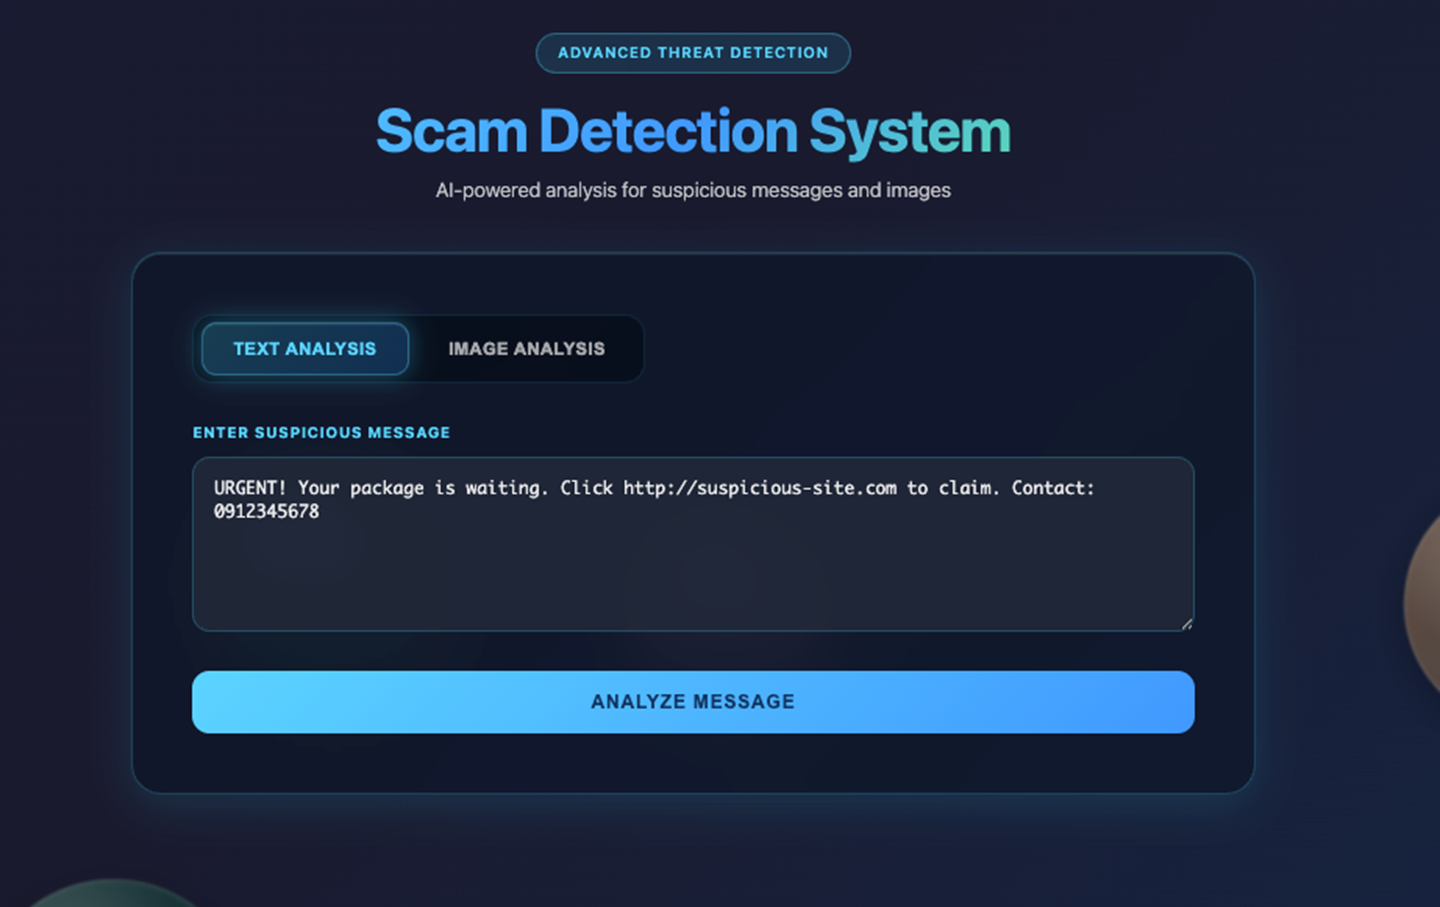 ADVANCED THREAT DETECTION
Scam Detection System
AI-powered analysis for suspicious messages and images
TEXT ANALYSIS
IMAGE ANALYSIS
ENTER SUSPICIOUS MESSAGE
URGENT! Your package is waiting. Click http://suspicious-site.com to claim. Contact:
0912345678
ANALYZE MESSAGE